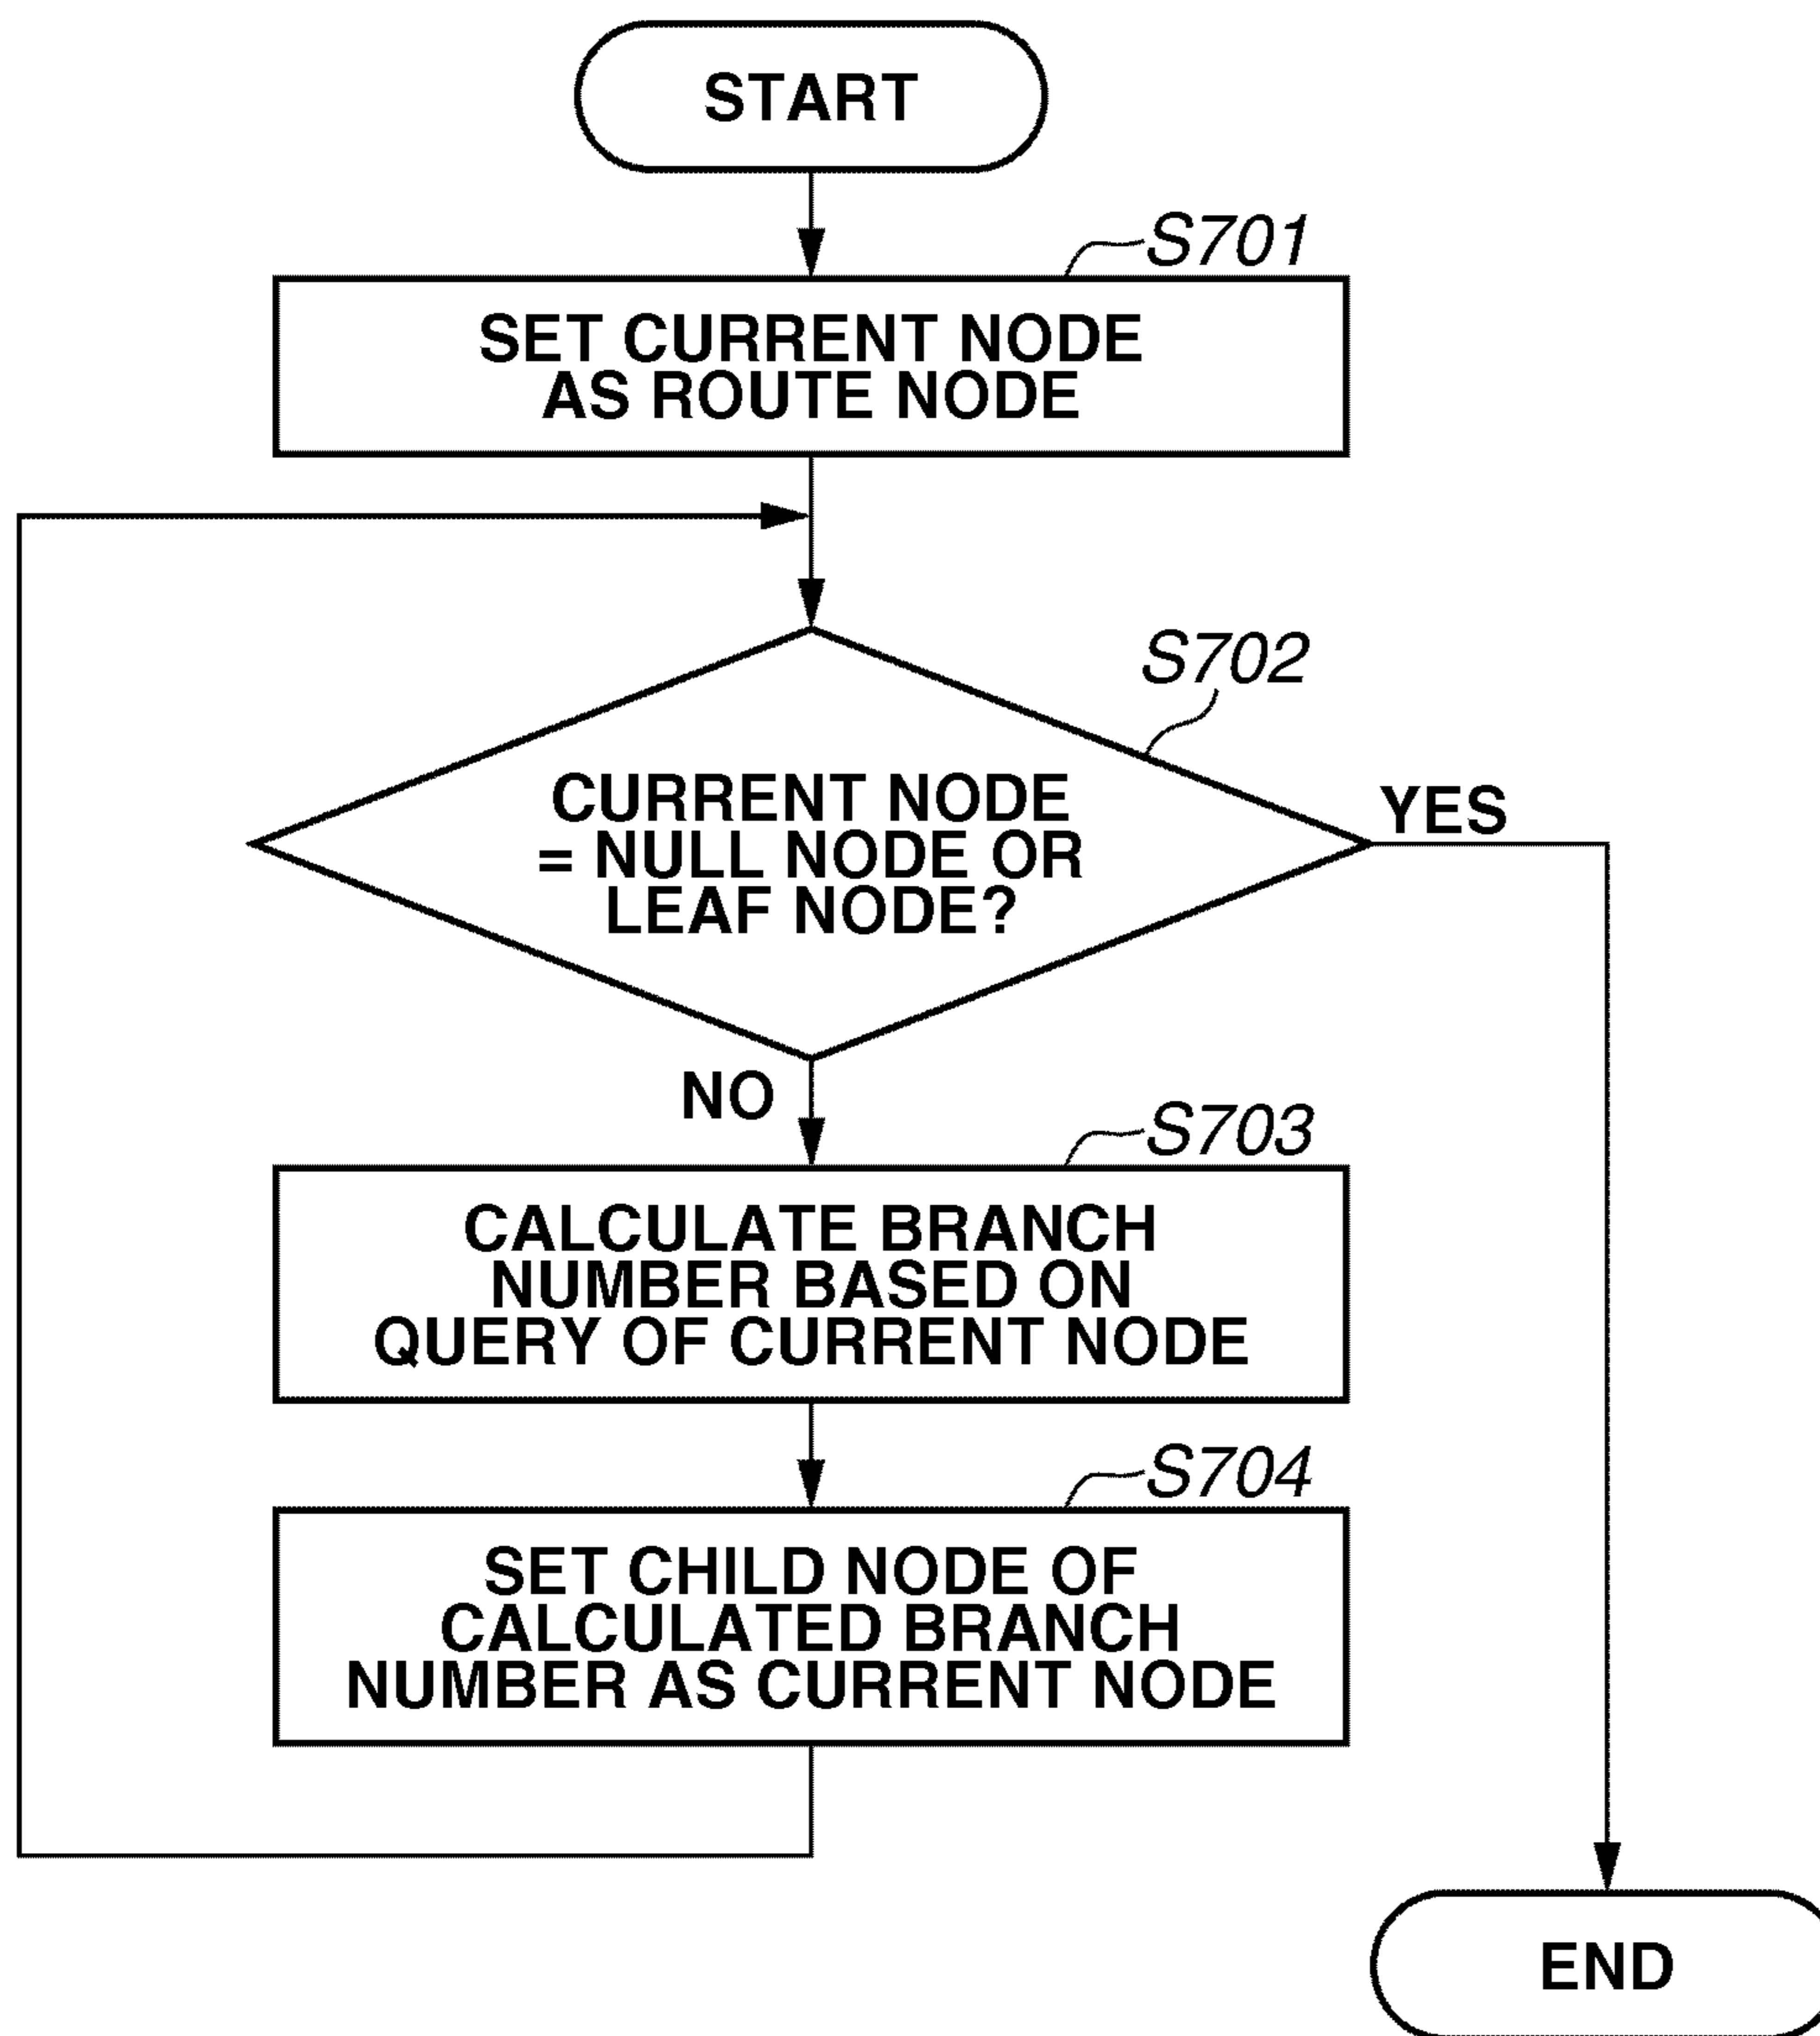 START
S701
SET CURRENT NODE
AS ROUTE NODE
S702
CURRENT NODE
= NULL NODE OR
LEAF NODE?
YES
NO
S703
CALCULATE BRANCH
NUMBER BASED ON
QUERY OF CURRENT NODE
S704
SET CHILD NODE OF
CALCULATED BRANCH
NUMBER AS CURRENT NODE
END